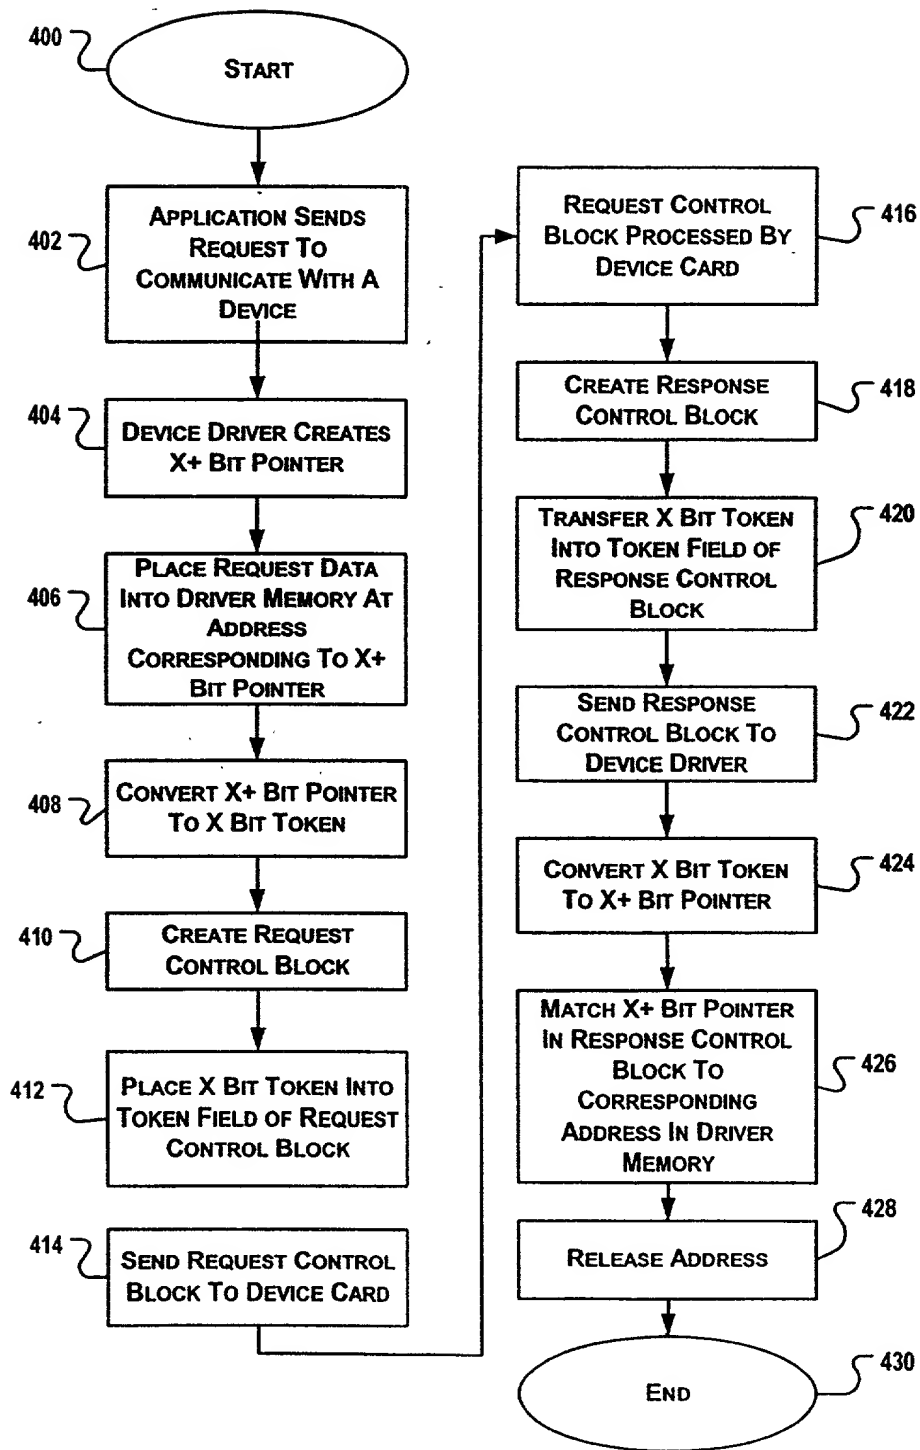 400
START
402
APPLICATION SENDS
REQUEST TO
COMMUNICATE WITH A
DEVICE
404
DEVICE DRIVER CREATES
X+ BIT POINTER
406
PLACE REQUEST DATA
INTO DRIVER MEMORY AT
ADDRESS
CORRESPONDING TO X+
BIT POINTER
408
CONVERT X+ BIT POINTER
TO X BIT TOKEN
410
CREATE REQUEST
CONTROL BLOCK
412
PLACE X BIT TOKEN INTO
TOKEN FIELD OF REQUEST
CONTROL BLOCK
414
SEND REQUEST CONTROL
BLOCK TO DEVICE CARD
REQUEST CONTROL
BLOCK PROCESSED BY
DEVICE CARD
416
CREATE RESPONSE
CONTROL BLOCK
418
TRANSFER X BIT TOKEN
INTO TOKEN FIELD OF
RESPONSE CONTROL
BLOCK
420
SEND RESPONSE
CONTROL BLOCK TO
DEVICE DRIVER
422
CONVERT X BIT TOKEN
TO X+ BIT POINTER
424
MATCH X+ BIT POINTER
IN RESPONSE CONTROL
BLOCK TO
CORRESPONDING
ADDRESS IN DRIVER
MEMORY
426
RELEASE ADDRESS
428
END
430